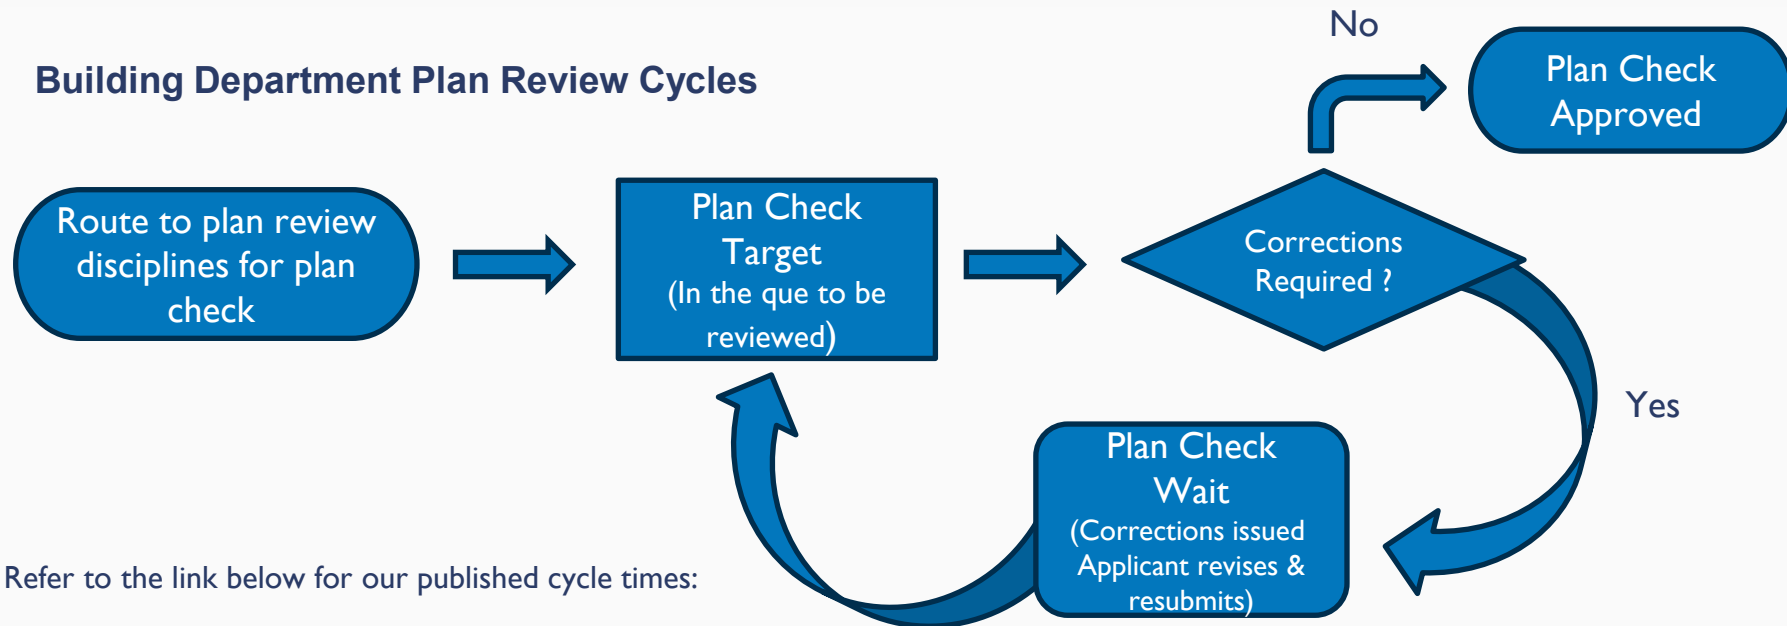 Building Department Plan Review Cycles
Route to plan review
disciplines for plan
check
Plan Check
Target
(In the que to be
reviewed)
Corrections
Required ?
No
Plan Check
Approved
Yes
Plan Check
Wait
(Corrections issued
Applicant revises &
resubmits)
Refer to the link below for our published cycle times: